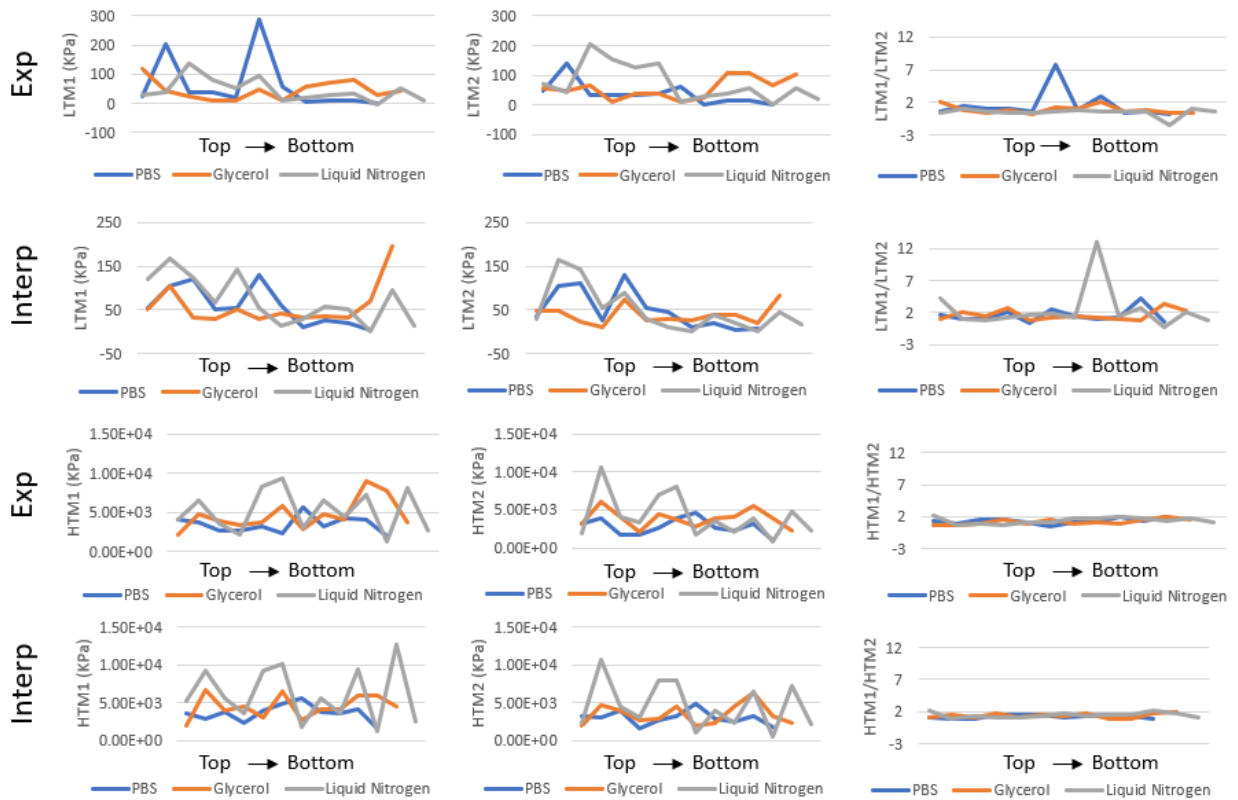 Exp
LTM1 (KPa)
300
200
100
0
-100
Top → Bottom
PBS Glycerol Liquid Nitrogen
LTM2 (KPa)
300
200
100
0
-100
Top → Bottom
PBS Glycerol Liquid Nitrogen
LTM1/LTM2
12
7
2
-3
Top → Bottom
PBS Glycerol Liquid Nitrogen
Interp
LTM1 (KPa)
250
150
50
-50
Top → Bottom
PBS Glycerol Liquid Nitrogen
LTM2 (KPa)
250
150
50
-50
Top → Bottom
PBS Glycerol Liquid Nitrogen
LTM1/LTM2
12
7
2
-3
Top → Bottom
PBS Glycerol Liquid Nitrogen
Exp
HTM1 (KPa)
1.50E+04
1.00E+04
5.00E+03
0.00E+00
Top → Bottom
PBS Glycerol Liquid Nitrogen
HTM2 (KPa)
1.50E+04
1.00E+04
5.00E+03
0.00E+00
Top → Bottom
PBS Glycerol Liquid Nitrogen
HTM1/HTM2
12
7
2
-3
Top → Bottom
PBS Glycerol Liquid Nitrogen
Interp
HTM1 (KPa)
1.50E+04
1.00E+04
5.00E+03
0.00E+00
Top → Bottom
PBS Glycerol Liquid Nitrogen
HTM2 (KPa)
1.50E+04
1.00E+04
5.00E+03
0.00E+00
Top → Bottom
PBS Glycerol Liquid Nitrogen
HTM1/HTM2
12
7
2
-3
Top → Bottom
PBS Glycerol Liquid Nitrogen